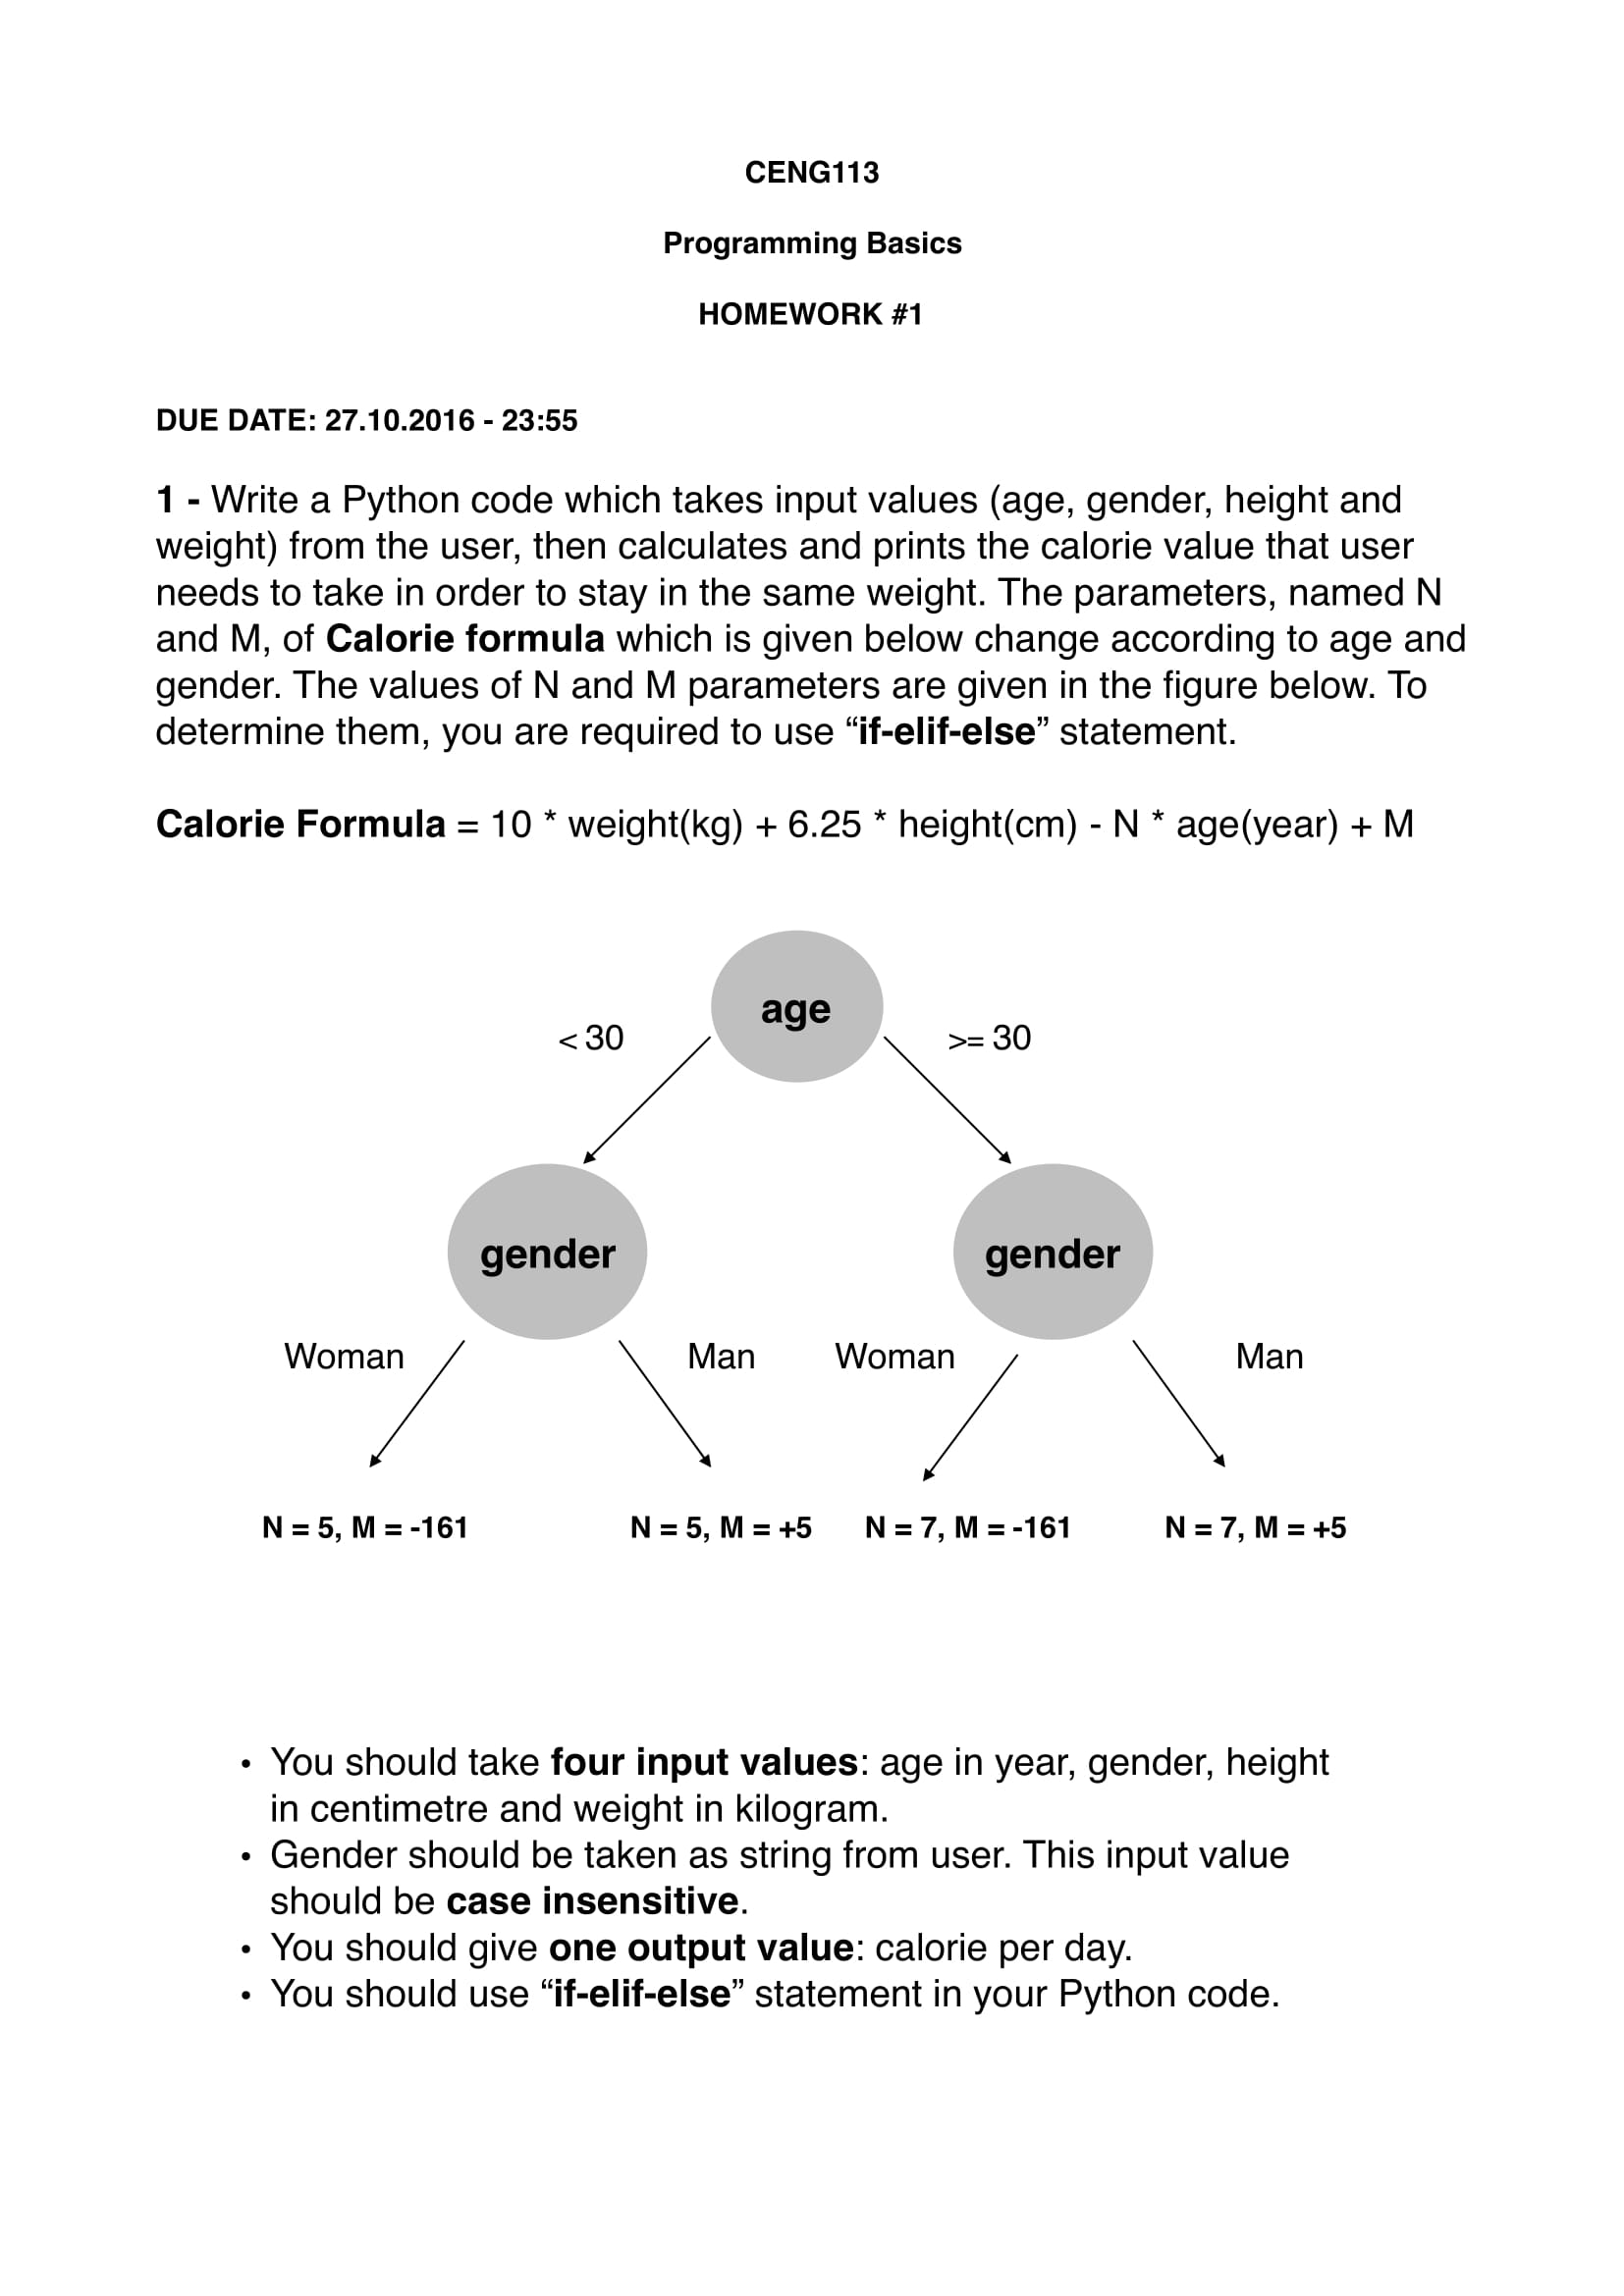 CENG113
Programming Basics
HOMEWORK #1
DUE DATE: 27.10.2016 - 23:55
1 - Write a Python code which takes input values (age, gender, height and
weight) from the user, then calculates and prints the calorie value that user
needs to take in order to stay in the same weight. The parameters, named N
and M, of Calorie formula which is given below change according to age and
gender. The values of N and M parameters are given in the figure below. To
determine them, you are required to use “if-elif-else” statement.
Calorie Formula = 10 * weight(kg) + 6.25 * height(cm) - N * age(year) + M
age
< 30
>= 30
gender
gender
Woman
Man
Woman
Man
N = 5, M = -161
N = 5, M = +5
N = 7, M = -161
N = 7, M = +5
• You should take four input values: age in year, gender, height
in centimetre and weight in kilogram.
• Gender should be taken as string from user. This input value
should be case insensitive.
• You should give one output value: calorie per day.
• You should use “if-elif-else” statement in your Python code.